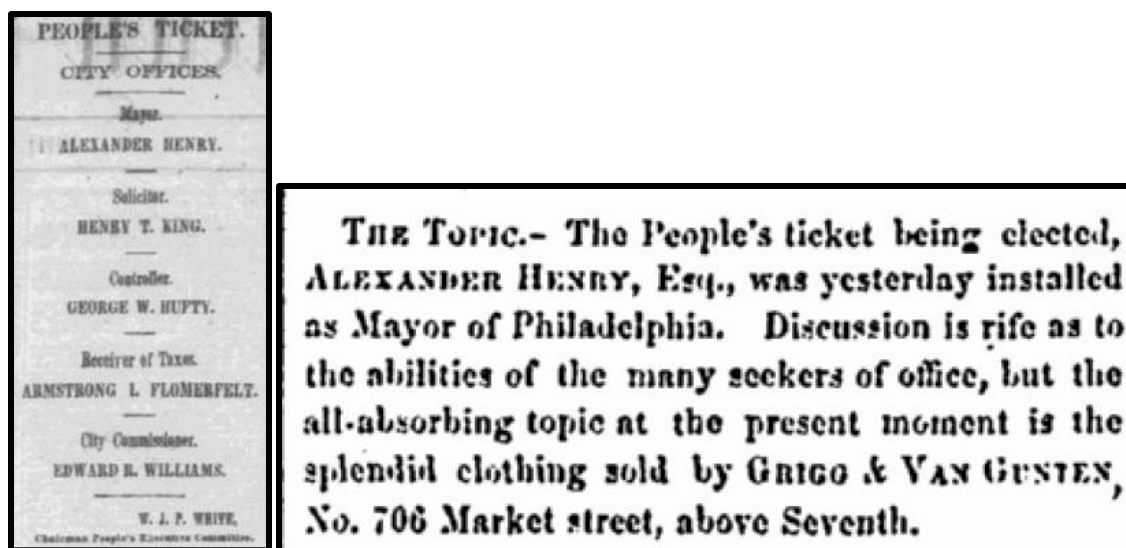 PEOPLE'S TICKET.
CITY OFFICES.
Mayor.
ALEXANDER HENRY.
Solicitor.
HENRY T. KING.
Controller.
GEORGE W. HUFTY.
Receiver of Taxes.
ARMSTRONG I. FLOMERFELT.
City Commissioner.
EDWARD R. WILLIAMS.
W. J. P. WHITE,
Chairman People's Executive Committee.
THE TOPIC.- The People's ticket being elected,
ALEXANDER HENRY, Esq., was yesterday installed
as Mayor of Philadelphia. Discussion is rife as to
the abilities of the many seekers of office, but the
all-absorbing topic at the present moment is the
splendid clothing sold by GRIGG & VAN GUNTEN,
No. 706 Market street, above Seventh.